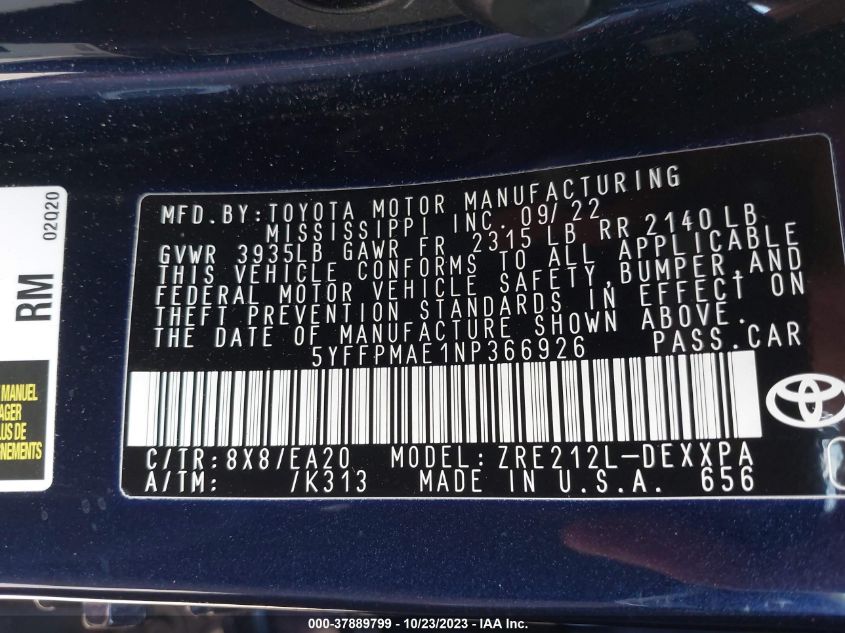 MFD. BY: TOYOTA MOTOR MANUFACTURING
MISSISSIPPI INC. 09/22
GVWR 3935LB GAWR FR 2315 LB RR 2140 LB
THIS VEHICLE CONFORMS TO ALL APPLICABLE
FEDERAL MOTOR VEHICLE SAFETY, BUMPER, AND
THEFT PREVENTION STANDARDS IN EFFECT ON
THE DATE OF MANUFACTURE SHOWN ABOVE.
5YFFPMAE1NP366926 PASS.CAR
C/TR: 8X8/EA20 MODEL: ZRE212L-DEXXPA
A/TM: /K313 MADE IN U.S.A. 656
RM
02Q20
MANUEL
AGER
LUS DE
NEMENTS
000-37889799 - 10/23/2023 - IAA Inc.